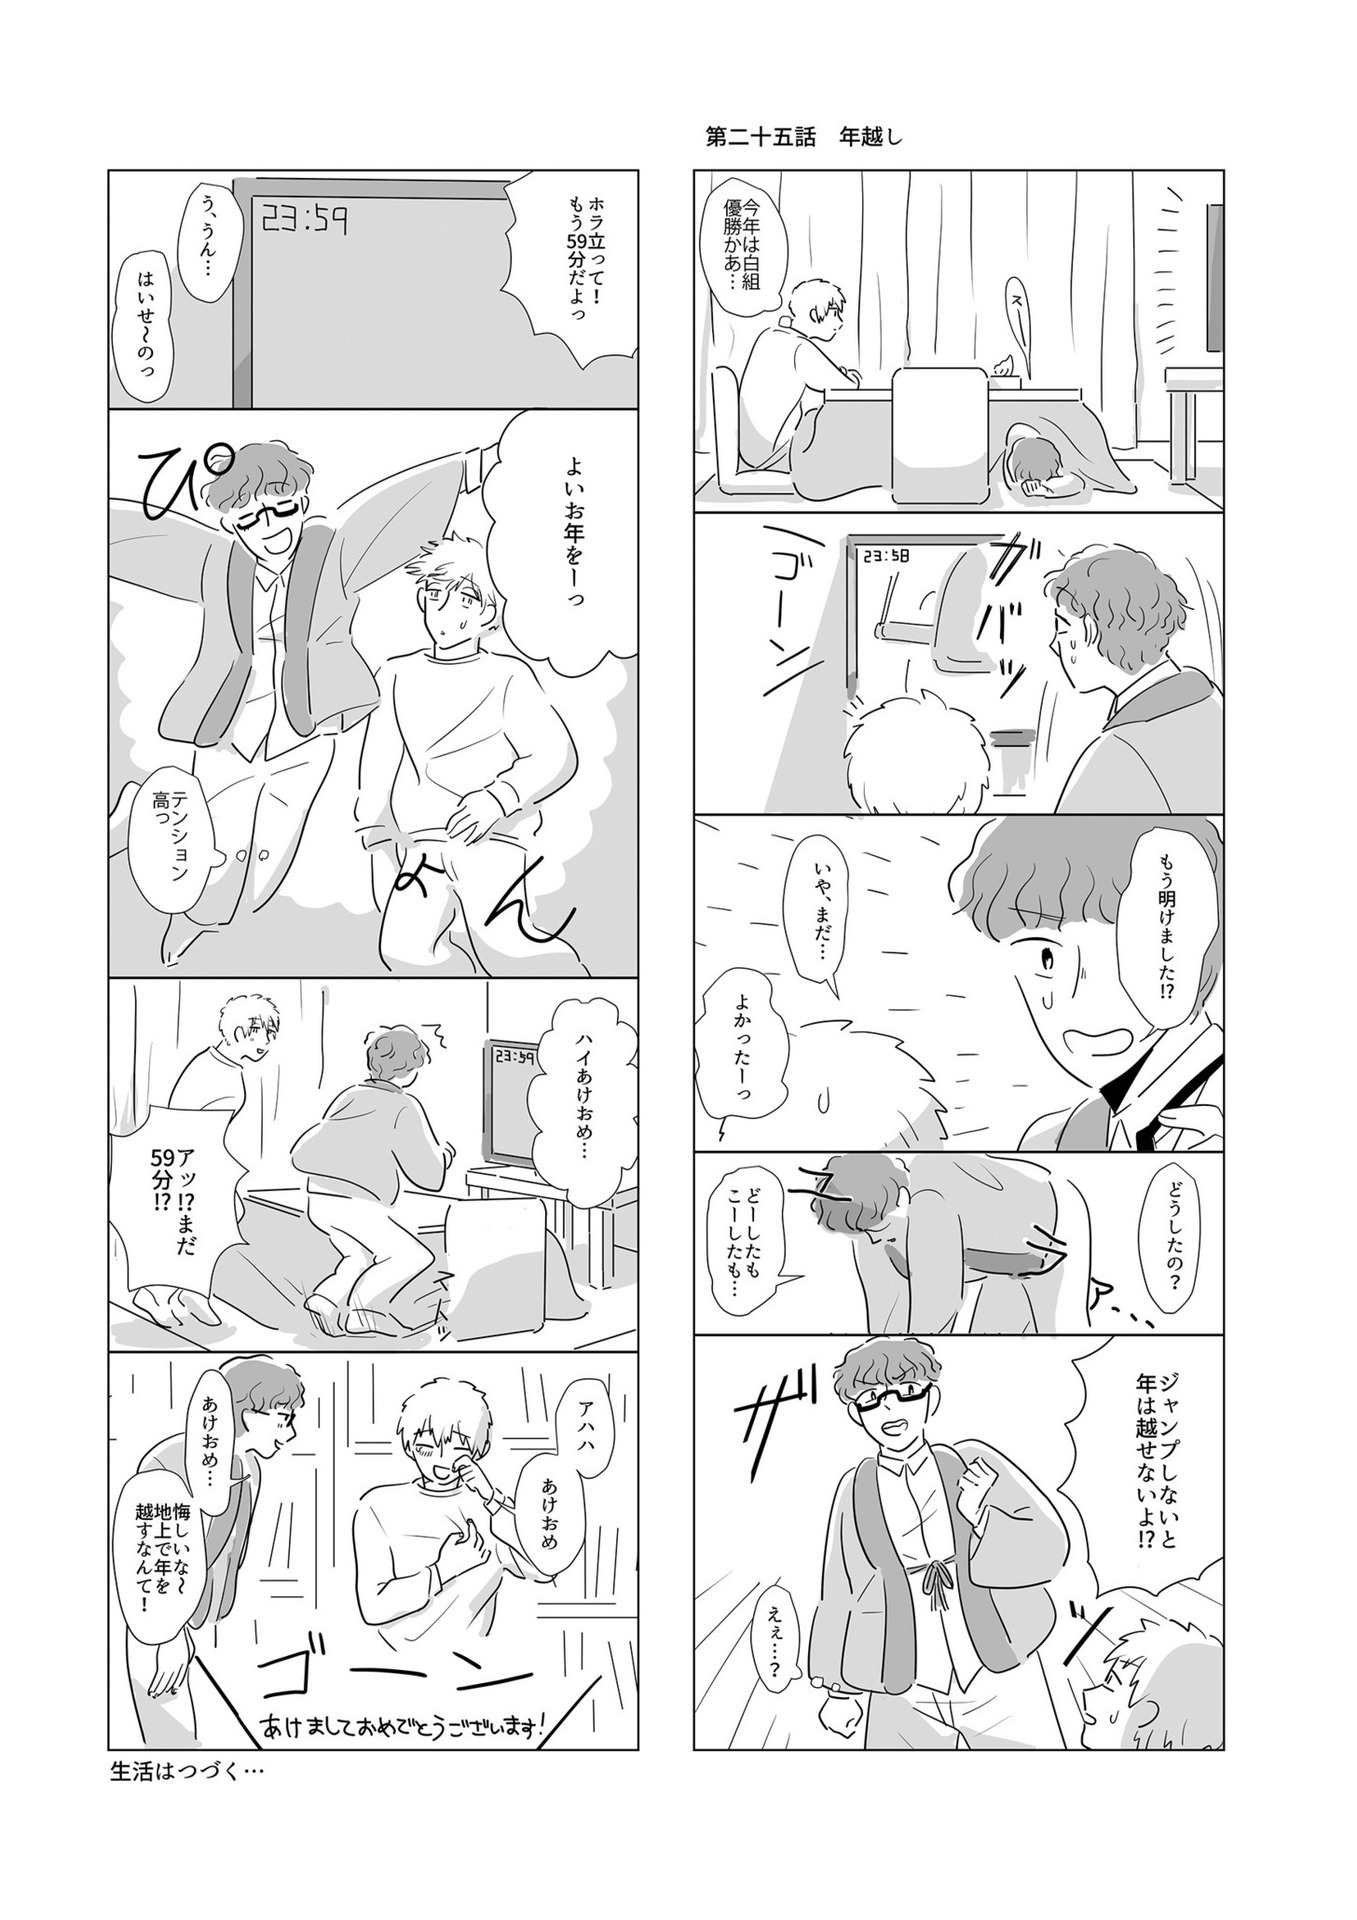 第二十五話　年越し
今年は白組
優勝かあ…
スー
23:58
ガバッ
ゴーン
もう明けました!?
いや、まだ…
よかったーっ
どうしたの？
どーしたも
こーしたも…
ア...
ジャンプしないと
年は越せないよ!?
ザッ
えぇ…？
ホラ立って！
もう59分だよっ
23:59
う、うん…
はいせ～のっ
よいお年をーっ
ぴょん
テンション
高っ
ハイあけおめ…
23:59
アッ!?まだ
59分!?
アハハ
あけおめ
あけおめ…
悔しいな～
地上で年を
越すなんて！
ゴーン
あけましておめでとうございます！
生活はつづく…